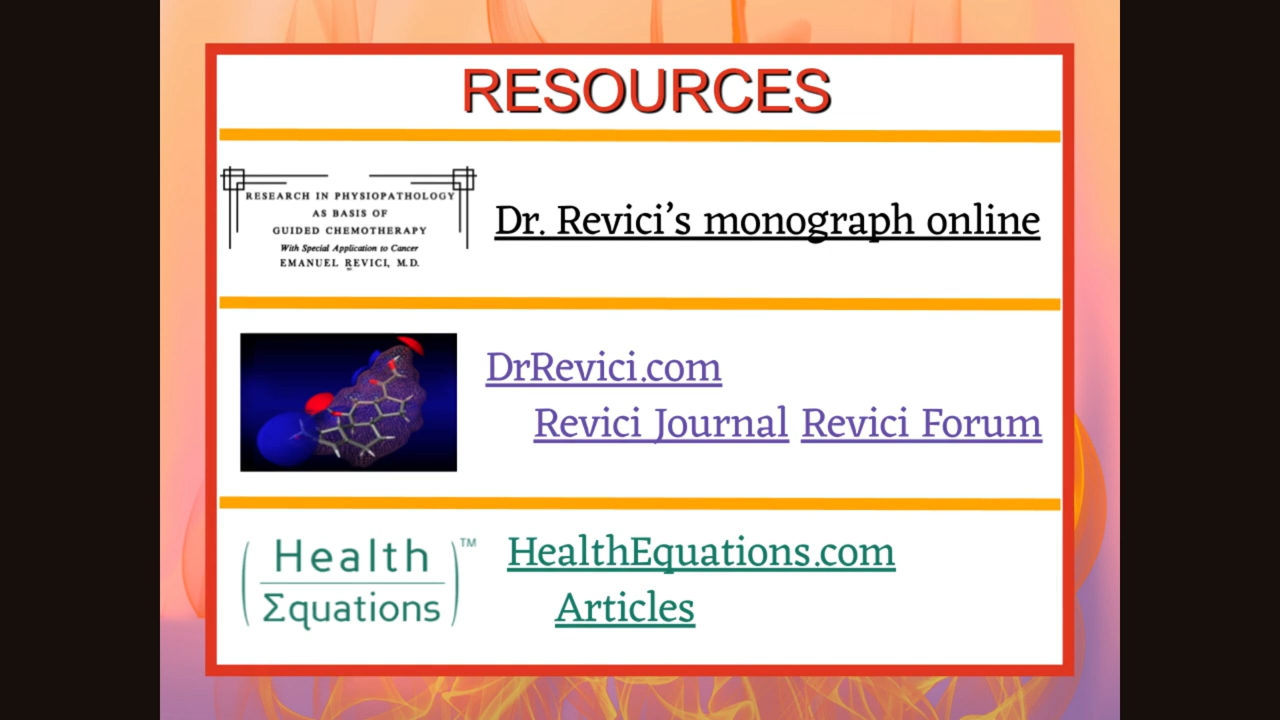 RESOURCES
RESEARCH IN PHYSIOPATHOLOGY
AS BASIS OF
GUIDED CHEMOTHERAPY
With Special Application to Cancer
EMANUEL REVICI, M.D.
Dr. Revici’s monograph online
DrRevici.com
Revici Journal Revici Forum
Health
Σquations
TM
HealthEquations.com
Articles